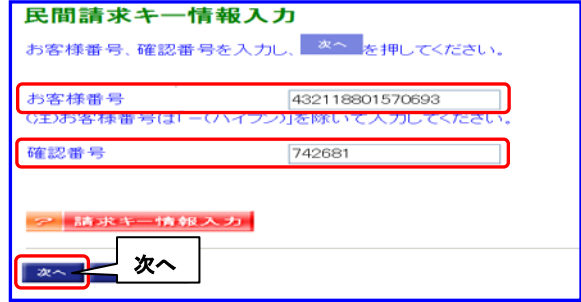 民間請求キー情報入力
お客様番号、確認番号を入力し、 次へ を押してください。
お客様番号 432118801570693
(注)お客様番号は「－(ハイフン)」を除いて入力してください。
確認番号 742681
? 請求キー情報入力
次へ
次へ